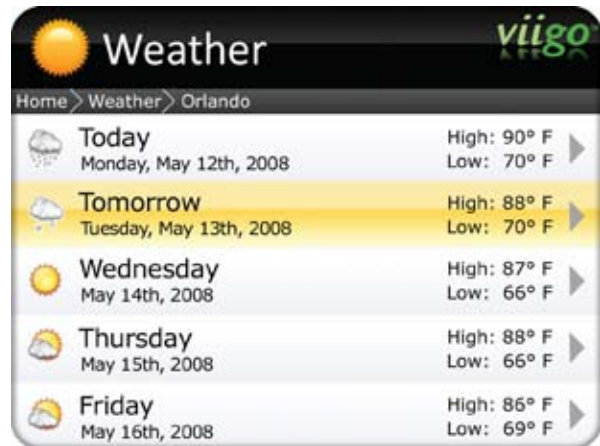 Weather
viigo
Home > Weather > Orlando
Today
Monday, May 12th, 2008
High: 90° F
Low: 70° F
Tomorrow
Tuesday, May 13th, 2008
High: 88° F
Low: 70° F
Wednesday
May 14th, 2008
High: 87° F
Low: 66° F
Thursday
May 15th, 2008
High: 88° F
Low: 66° F
Friday
May 16th, 2008
High: 86° F
Low: 69° F